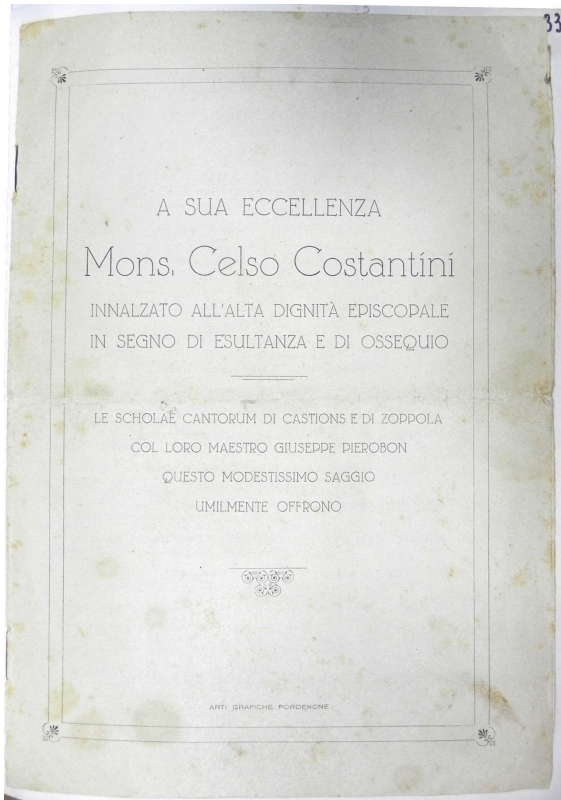 33
A SUA ECCELLENZA
Mons. Celso Costantini
INNALZATO ALL'ALTA DIGNITÀ EPISCOPALE
IN SEGNO DI ESULTANZA E DI OSSEQUIO
LE SCHOLAE CANTORUM DI CASTIONS E DI ZOPPOLA
COL LORO MAESTRO GIUSEPPE PIEROBON
QUESTO MODESTISSIMO SAGGIO
UMILMENTE OFFRONO
ARTI GRAFICHE PORDENONE